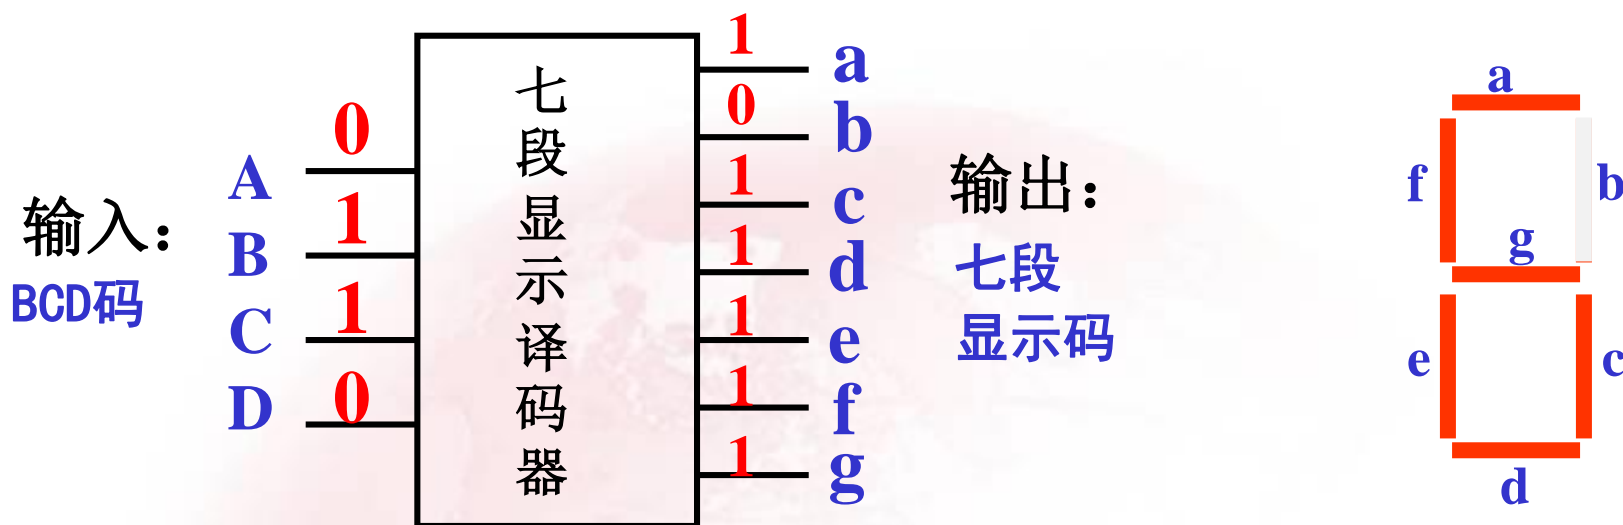 输入：
BCD码
A 0
B 1
C 1
D 0
七段显示译码器
1 a
0 b
1 c
1 d
1 e
1 f
1 g
输出：
七段
显示码
a
f
b
g
e
c
d